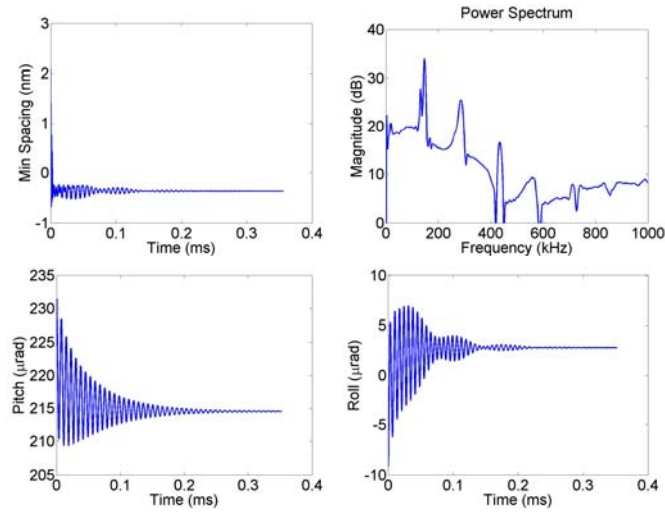 Power Spectrum
3
2
1
0
-1
Min Spacing (nm)
0 0.1 0.2 0.3 0.4
Time (ms)
40
30
20
10
0
Magnitude (dB)
0 200 400 600 800 1000
Frequency (kHz)
235
230
225
220
215
210
205
Pitch (μrad)
0 0.1 0.2 0.3 0.4
Time (ms)
10
5
0
-5
-10
Roll (μrad)
0 0.1 0.2 0.3 0.4
Time (ms)